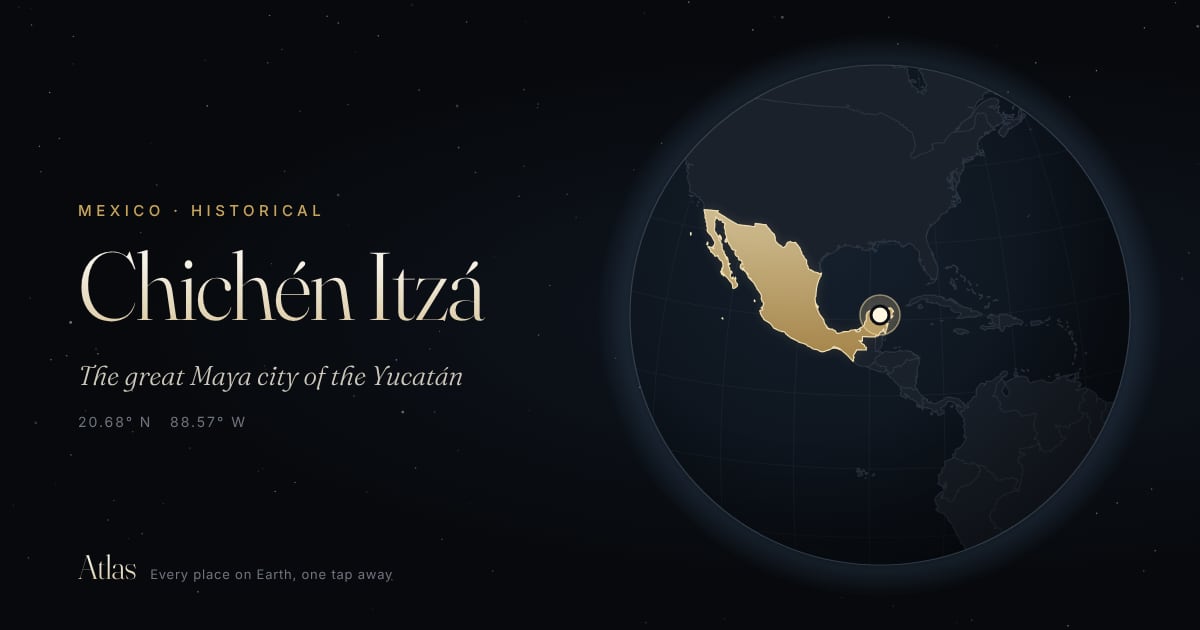 MEXICO · HISTORICAL
Chichén Itzá
The great Maya city of the Yucatán
20.68° N 88.57° W
Atlas Every place on Earth, one tap away